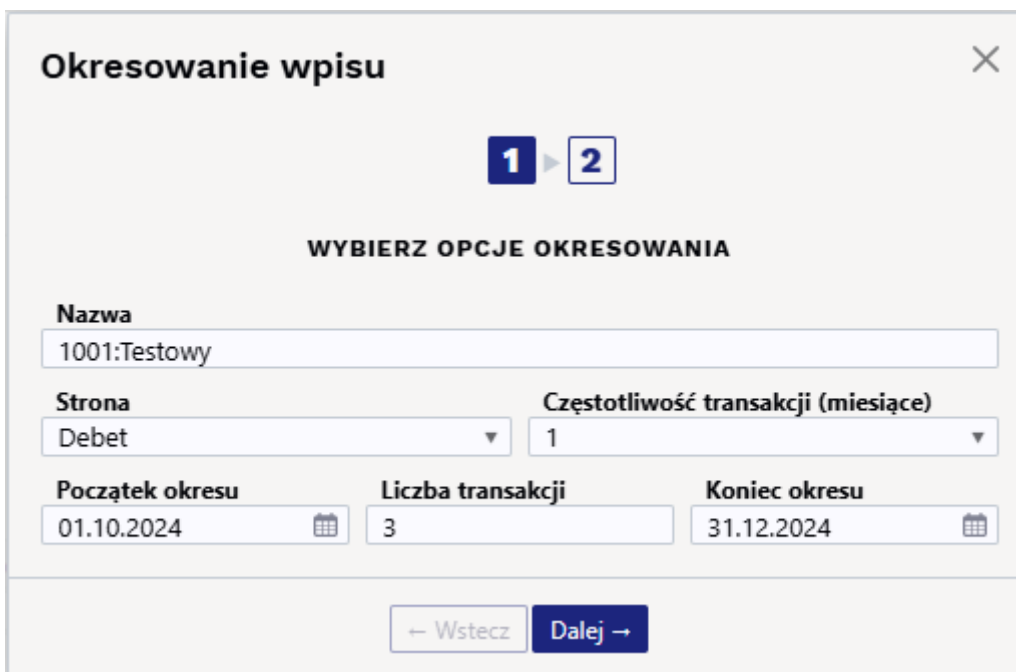 Okresowanie wpisu
1 2
WYBIERZ OPCJE OKRESOWANIA
Nazwa
1001:Testowy
Strona Częstotliwość transakcji (miesiące)
Debet 1
Początek okresu Liczba transakcji Koniec okresu
01.10.2024 3 31.12.2024
← Wstecz Dalej →